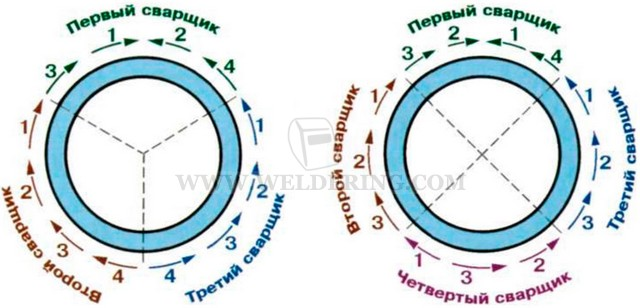 Первый сварщик
3 1 2 4
Второй сварщик
1 2 3 4
Третий сварщик
1 2 3 4
Первый сварщик
3 2 1 4
Второй сварщик
1 2 3
Третий сварщик
1 2 3
Четвертый сварщик
1 3 2
WWW.WELDERING.COM